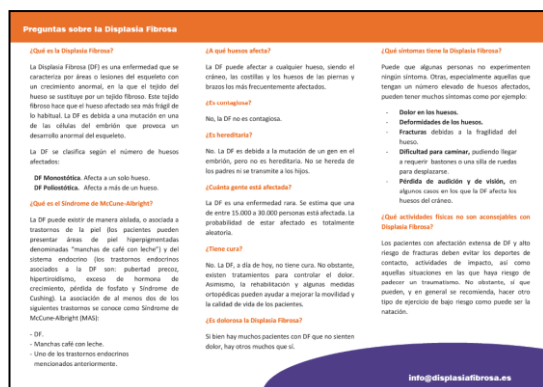 Preguntas sobre la Displasia Fibrosa
¿Qué es la Displasia Fibrosa?
La Displasia Fibrosa (DF) es una enfermedad que se
caracteriza por áreas o lesiones del esqueleto con
un crecimiento anormal, en la que el tejido del
hueso se sustituye por un tejido fibroso. Este tejido
fibroso hace que el hueso afectado sea más frágil de
lo habitual. La DF es debida a una mutación en una
de las células del embrión que provoca un
desarrollo anormal del esqueleto.
La DF se clasifica según el número de huesos
afectados:
DF Monostótica. Afecta a un solo hueso.
DF Poliostótica. Afecta a más de un hueso.
¿Qué es el Síndrome de McCune-Albright?
La DF puede existir de manera aislada, o asociada a
trastornos de la piel (los pacientes pueden
presentar áreas de piel hiperpigmentadas
denominadas "manchas de café con leche") y del
sistema endocrino (los trastornos endocrinos
asociados a la DF son: pubertad precoz,
hipertiroidismo, exceso de hormona de
crecimiento, pérdida de fosfato y Síndrome de
Cushing). La asociación de al menos dos de los
siguientes trastornos se conoce como Síndrome de
McCune-Albright (MAS):
- DF.
- Manchas café con leche.
- Uno de los trastornos endocrinos
mencionados anteriormente.
¿A qué huesos afecta?
La DF puede afectar a cualquier hueso, siendo el
cráneo, las costillas y los huesos de las piernas y
brazos los más frecuentemente afectados.
¿Es contagiosa?
No, la DF no es contagiosa.
¿Es hereditaria?
No. La DF es debida a la mutación de un gen en el
embrión, pero no es hereditaria. No se hereda de
los padres ni se transmite a los hijos.
¿Cuánta gente está afectada?
La DF es una enfermedad rara. Se estima que una
de entre 15.000 a 30.000 personas está afectada. La
probabilidad de estar afectado es totalmente
aleatoria.
¿Tiene cura?
No. La DF, a día de hoy, no tiene cura. No obstante,
existen tratamientos para controlar el dolor.
Asimismo, la rehabilitación y algunas medidas
ortopédicas pueden ayudar a mejorar la movilidad y
la calidad de vida de los pacientes.
¿Es dolorosa la Displasia Fibrosa?
Si bien hay muchos pacientes con DF que no sienten
dolor, hay otros muchos que sí.
¿Qué síntomas tiene la Displasia Fibrosa?
Puede que algunas personas no experimenten
ningún síntoma. Otras, especialmente aquellas que
tengan un número elevado de huesos afectados,
pueden tener muchos síntomas como por ejemplo:
- Dolor en los huesos.
- Deformidades de los huesos.
- Fracturas debidas a la fragilidad del
hueso.
- Dificultad para caminar, pudiendo llegar a
requerir bastones o una silla de ruedas
para desplazarse.
- Pérdida de audición y de visión, en
algunos casos en los que la DF afecta los
huesos del cráneo.
¿Qué actividades físicas no son aconsejables con
Displasia Fibrosa?
Los pacientes con afectación externa de DF y alto
riesgo de fracturas deben evitar los deportes de
contacto, actividades de impacto, así como
aquellas situaciones en las que haya riesgo de
padecer un traumatismo. No obstante, sí que
pueden, y en general se recomienda, hacer otro
tipo de ejercicio de bajo riesgo como puede ser la
natación.
info@displasiafibrosa.es